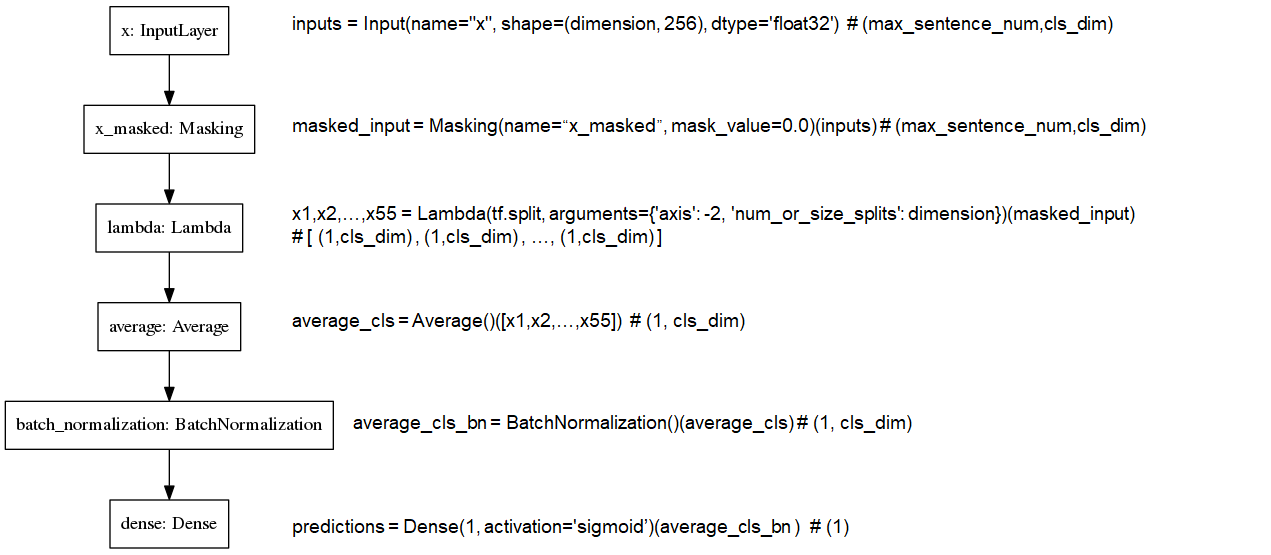 x: InputLayer
inputs = Input(name="x", shape=(dimension, 256), dtype='float32') # (max_sentence_num,cls_dim)
x_masked: Masking
masked_input = Masking(name=“x_masked”, mask_value=0.0)(inputs) # (max_sentence_num,cls_dim)
lambda: Lambda
x1,x2,…,x55 = Lambda(tf.split, arguments={'axis': -2, 'num_or_size_splits': dimension})(masked_input)
# [ (1,cls_dim) , (1,cls_dim) , …, (1,cls_dim) ]
average: Average
average_cls = Average()([x1,x2,…,x55]) # (1, cls_dim)
batch_normalization: BatchNormalization
average_cls_bn = BatchNormalization()(average_cls) # (1, cls_dim)
dense: Dense
predictions = Dense(1, activation='sigmoid’)(average_cls_bn ) # (1)